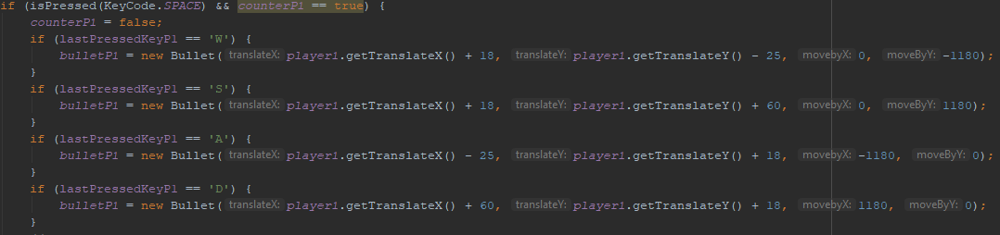 if (isPressed(KeyCode.SPACE) && counterP1 == true) {
counterP1 = false;
if (lastPressedKeyP1 == 'W') {
bulletP1 = new Bullet( translateX: player1.getTranslateX() + 18, translateY: player1.getTranslateY() - 25, movebyX: 0, moveByY: -1180);
}
if (lastPressedKeyP1 == 'S') {
bulletP1 = new Bullet( translateX: player1.getTranslateX() + 18, translateY: player1.getTranslateY() + 60, movebyX: 0, moveByY: 1180);
}
if (lastPressedKeyP1 == 'A') {
bulletP1 = new Bullet( translateX: player1.getTranslateX() - 25, translateY: player1.getTranslateY() + 18, movebyX: -1180, moveByY: 0);
}
if (lastPressedKeyP1 == 'D') {
bulletP1 = new Bullet( translateX: player1.getTranslateX() + 60, translateY: player1.getTranslateY() + 18, movebyX: 1180, moveByY: 0);
}